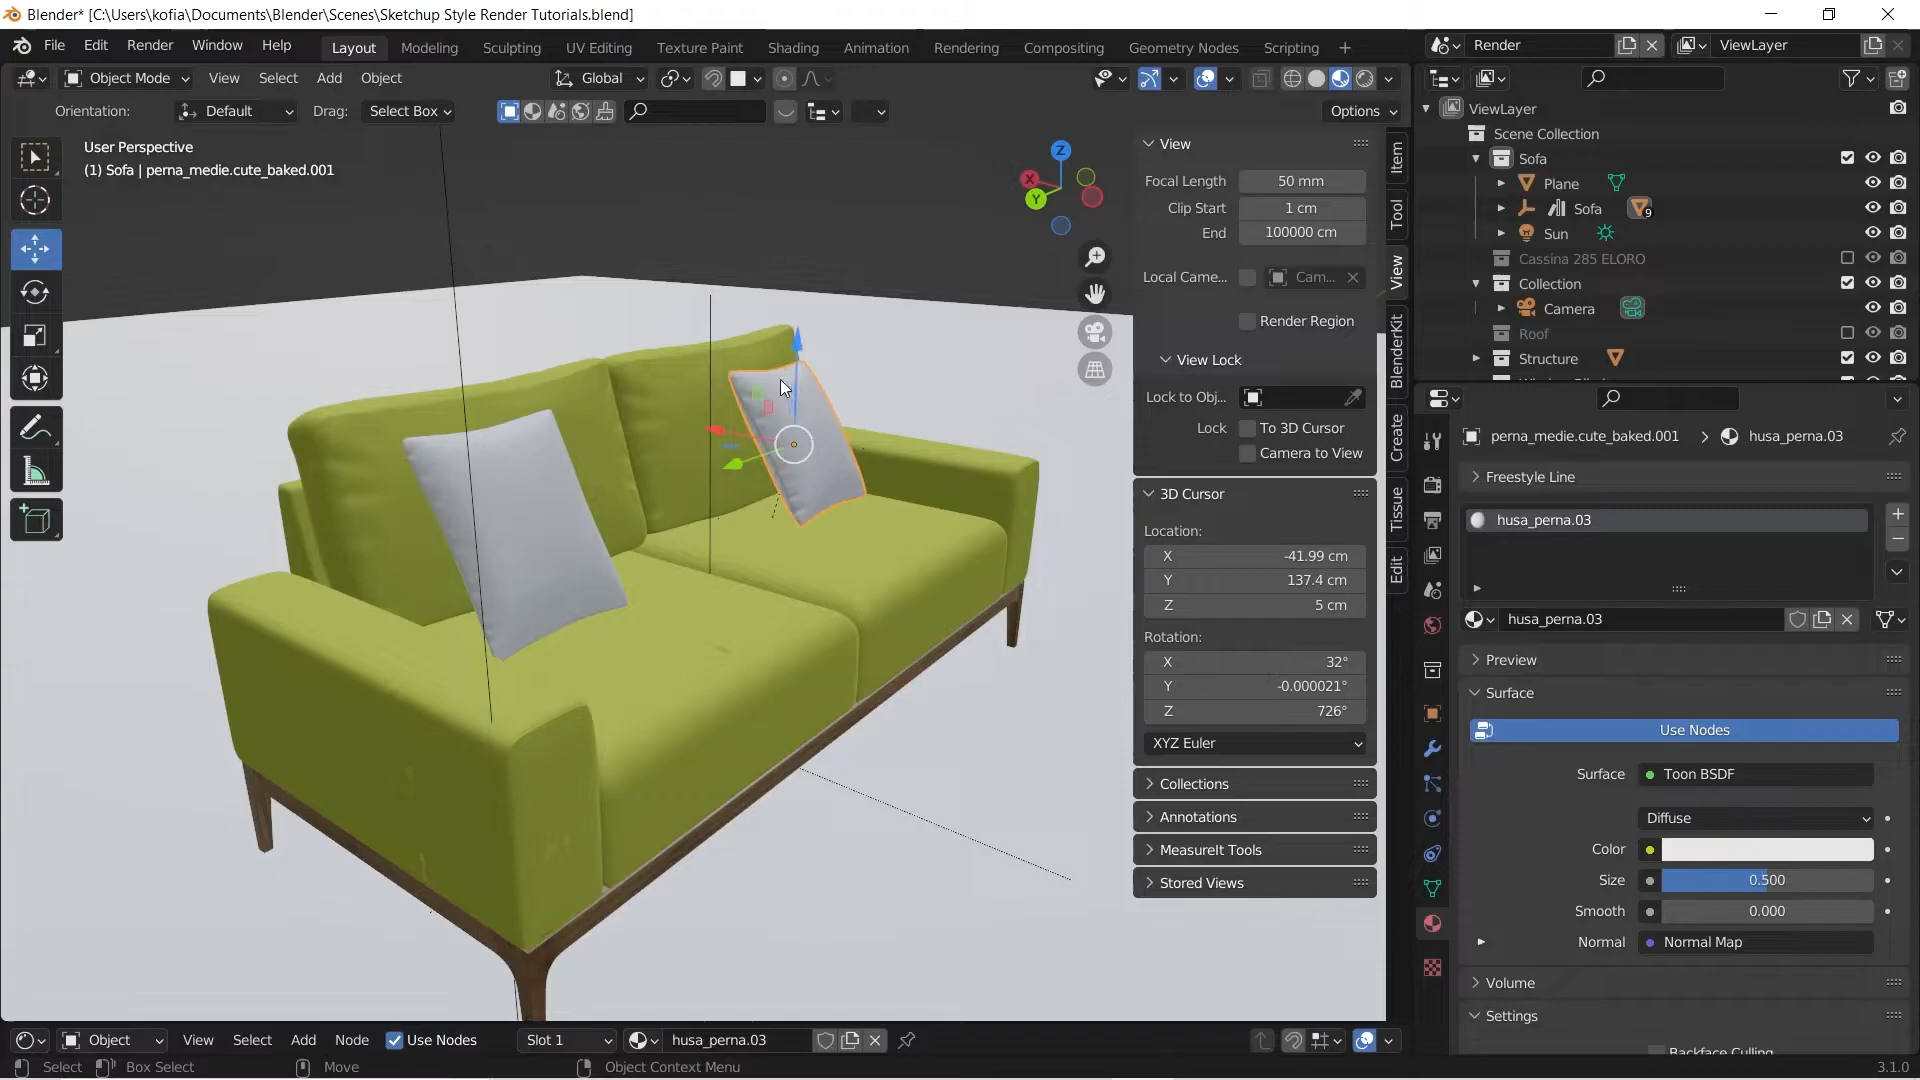 Blender* [C:\Users\kofia\Documents\Blender\Scenes\Sketchup Style Render Tutorials.blend]
File Edit Render Window Help Layout Modeling Sculpting UV Editing Texture Paint Shading Animation Rendering Compositing Geometry Nodes Scripting + Render ViewLayer
Object Mode View Select Add Object Global
Orientation: Default Drag: Select Box Options
User Perspective
(1) Sofa | perna_medie.cute_baked.001
Z
X
Y
View
Focal Length 50 mm
Clip Start 1 cm
End 100000 cm
Local Came... Cam...
Render Region
View Lock
Lock to Obj...
Lock To 3D Cursor
Camera to View
3D Cursor
Location:
X -41.99 cm
Y 137.4 cm
Z 5 cm
Rotation:
X 32°
Y -0.000021°
Z 726°
XYZ Euler
Collections
Annotations
MeasureIt Tools
Stored Views
Item
Tool
View
BlenderKit
Create
Tissue
Edit
ViewLayer
Scene Collection
Sofa
Plane
Sofa 9
Sun
Cassina 285 ELORO
Collection
Camera
Roof
Structure
perna_medie.cute_baked.001 husa_perna.03
Freestyle Line
husa_perna.03
husa_perna.03
Preview
Surface
Use Nodes
Surface Toon BSDF
Diffuse
Color
Size 0.500
Smooth 0.000
Normal Normal Map
Volume
Settings
Backface Culling
Object View Select Add Node Use Nodes Slot 1 husa_perna.03
Select Box Select Move Object Context Menu 3.1.0